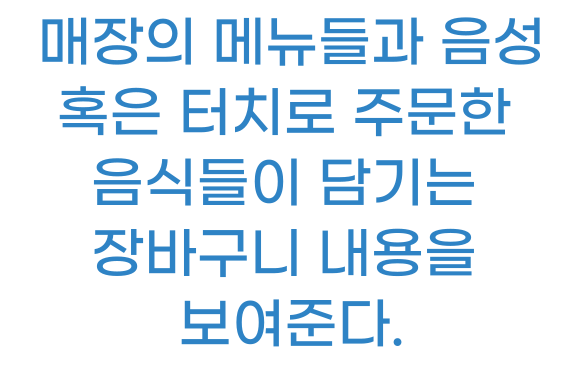 매장의 메뉴들과 음성
혹은 터치로 주문한
음식들이 담기는
장바구니 내용을
보여준다.